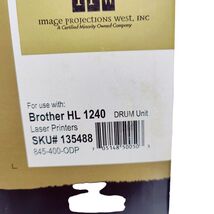 IPW
IMAGE PROJECTIONS WEST, INC
A Certified Minority Owned Company
For use with:
Brother HL 1240 DRUM Unit
Laser Printers
SKU# 135488
845-400-ODP